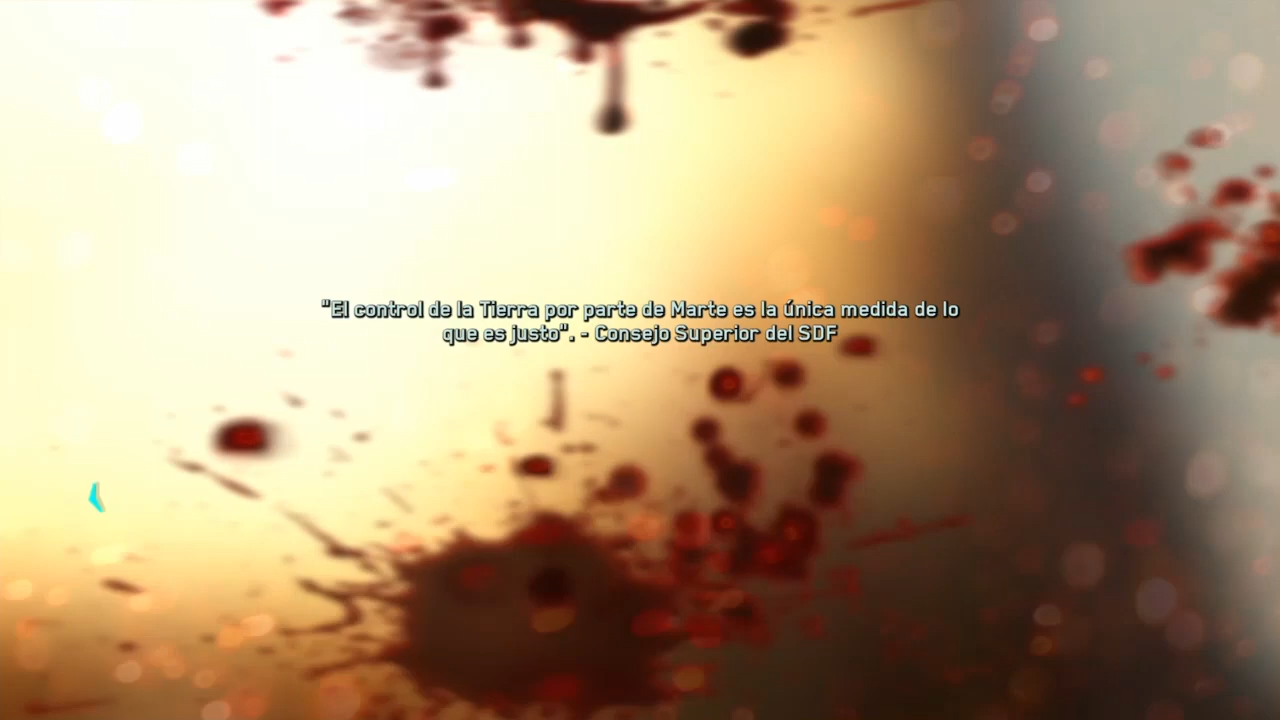 "El control de la Tierra por parte de Marte es la única medida de lo
que es justo". - Consejo Superior del SDF